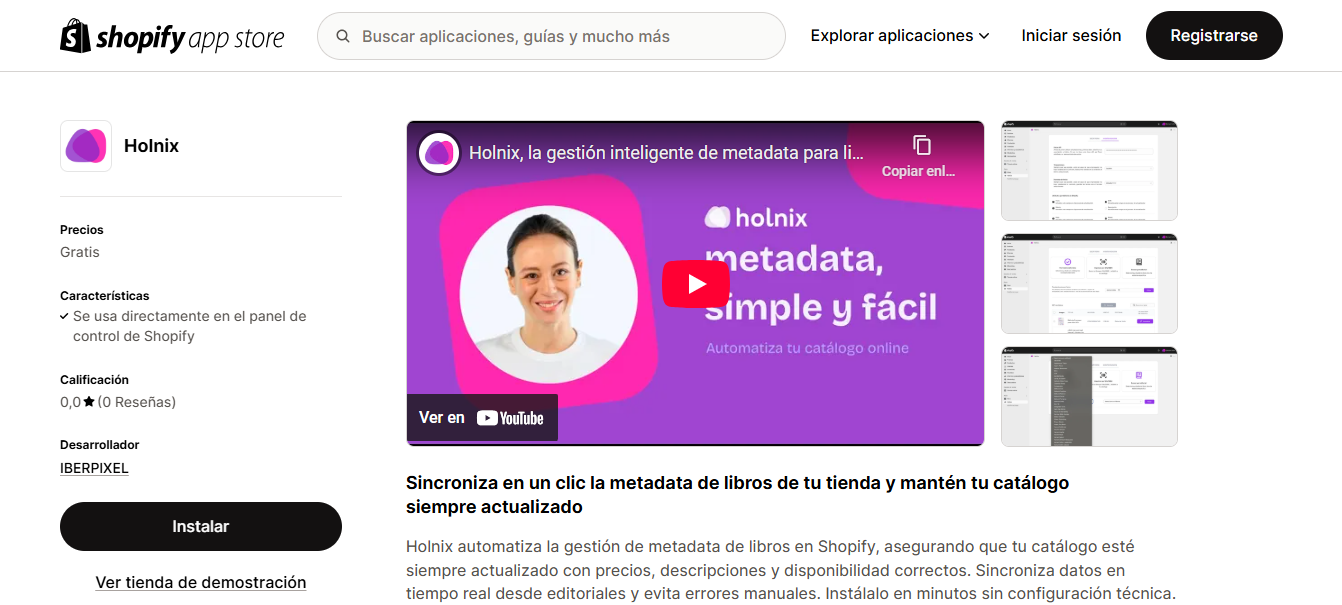 shopify app store
Buscar aplicaciones, guías y mucho más
Explorar aplicaciones
Iniciar sesión
Registrarse
Holnix
Precios
Gratis
Características
Se usa directamente en el panel de
control de Shopify
Calificación
0,0★ (0 Reseñas)
Desarrollador
IBERPIXEL
Instalar
Ver tienda de demostración
Holnix, la gestión inteligente de metadata para li...
Copiar enl...
holnix
metadata,
simple y fácil
Automatiza tu catálogo online
Ver en YouTube
Sincroniza en un clic la metadata de libros de tu tienda y mantén tu catálogo
siempre actualizado
Holnix automatiza la gestión de metadata de libros en Shopify, asegurando que tu catálogo esté
siempre actualizado con precios, descripciones y disponibilidad correctos. Sincroniza datos en
tiempo real desde editoriales y evita errores manuales. Instálalo en minutos sin configuración técnica.